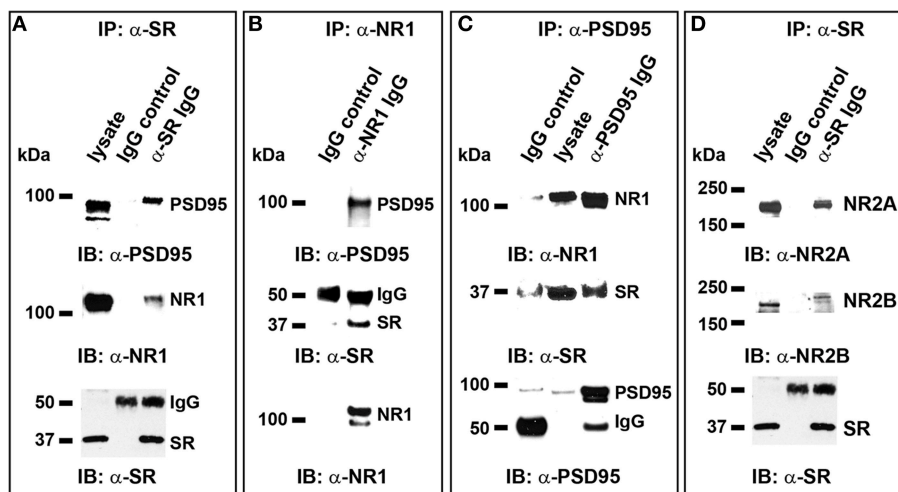 A
IP: α-SR
lysate
IgG control
α-SR IgG
kDa
100
PSD95
IB: α-PSD95
100
NR1
IB: α-NR1
50
IgG
37
SR
IB: α-SR
B
IP: α-NR1
IgG control
α-NR1 IgG
kDa
100
PSD95
IB: α-PSD95
50
IgG
37
SR
IB: α-SR
100
NR1
IB: α-NR1
C
IP: α-PSD95
IgG control
lysate
α-PSD95 IgG
kDa
100
NR1
IB: α-NR1
37
SR
IB: α-SR
100
PSD95
50
IgG
IB: α-PSD95
D
IP: α-SR
lysate
IgG control
α-SR IgG
kDa
250
NR2A
150
IB: α-NR2A
250
NR2B
150
IB: α-NR2B
50
37
SR
IB: α-SR